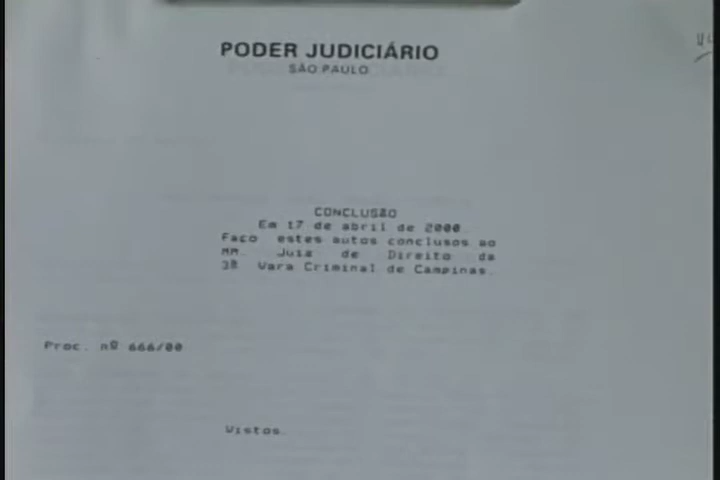 PODER JUDICIÁRIO
SÃO PAULO
CONCLUSÃO
Em 17 de abril de 2000.
Faço estes autos conclusos ao
MM. Juiz de Direito da
3ª Vara Criminal de Campinas.
Proc. nº 666/00
Vistos.